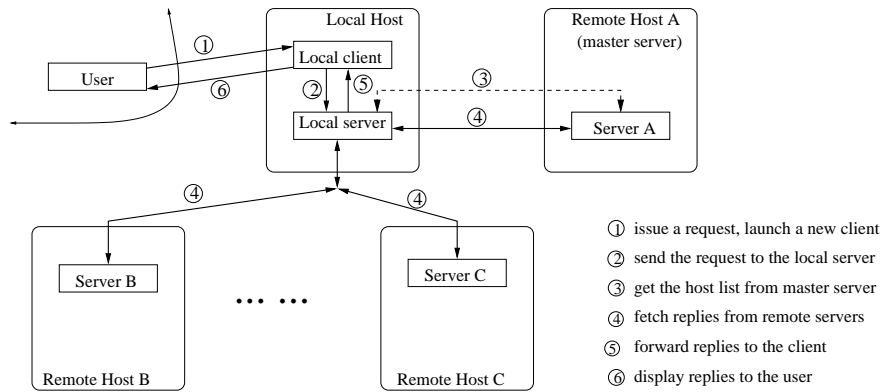 Local Host
Remote Host A
(master server)
① Local client
③
User
⑥
② ⑤
Local server
④
Server A
④
④
Server B
Server C
... ...
Remote Host B
Remote Host C
① issue a request, launch a new client
② send the request to the local server
③ get the host list from master server
④ fetch replies from remote servers
⑤ forward replies to the client
⑥ display replies to the user